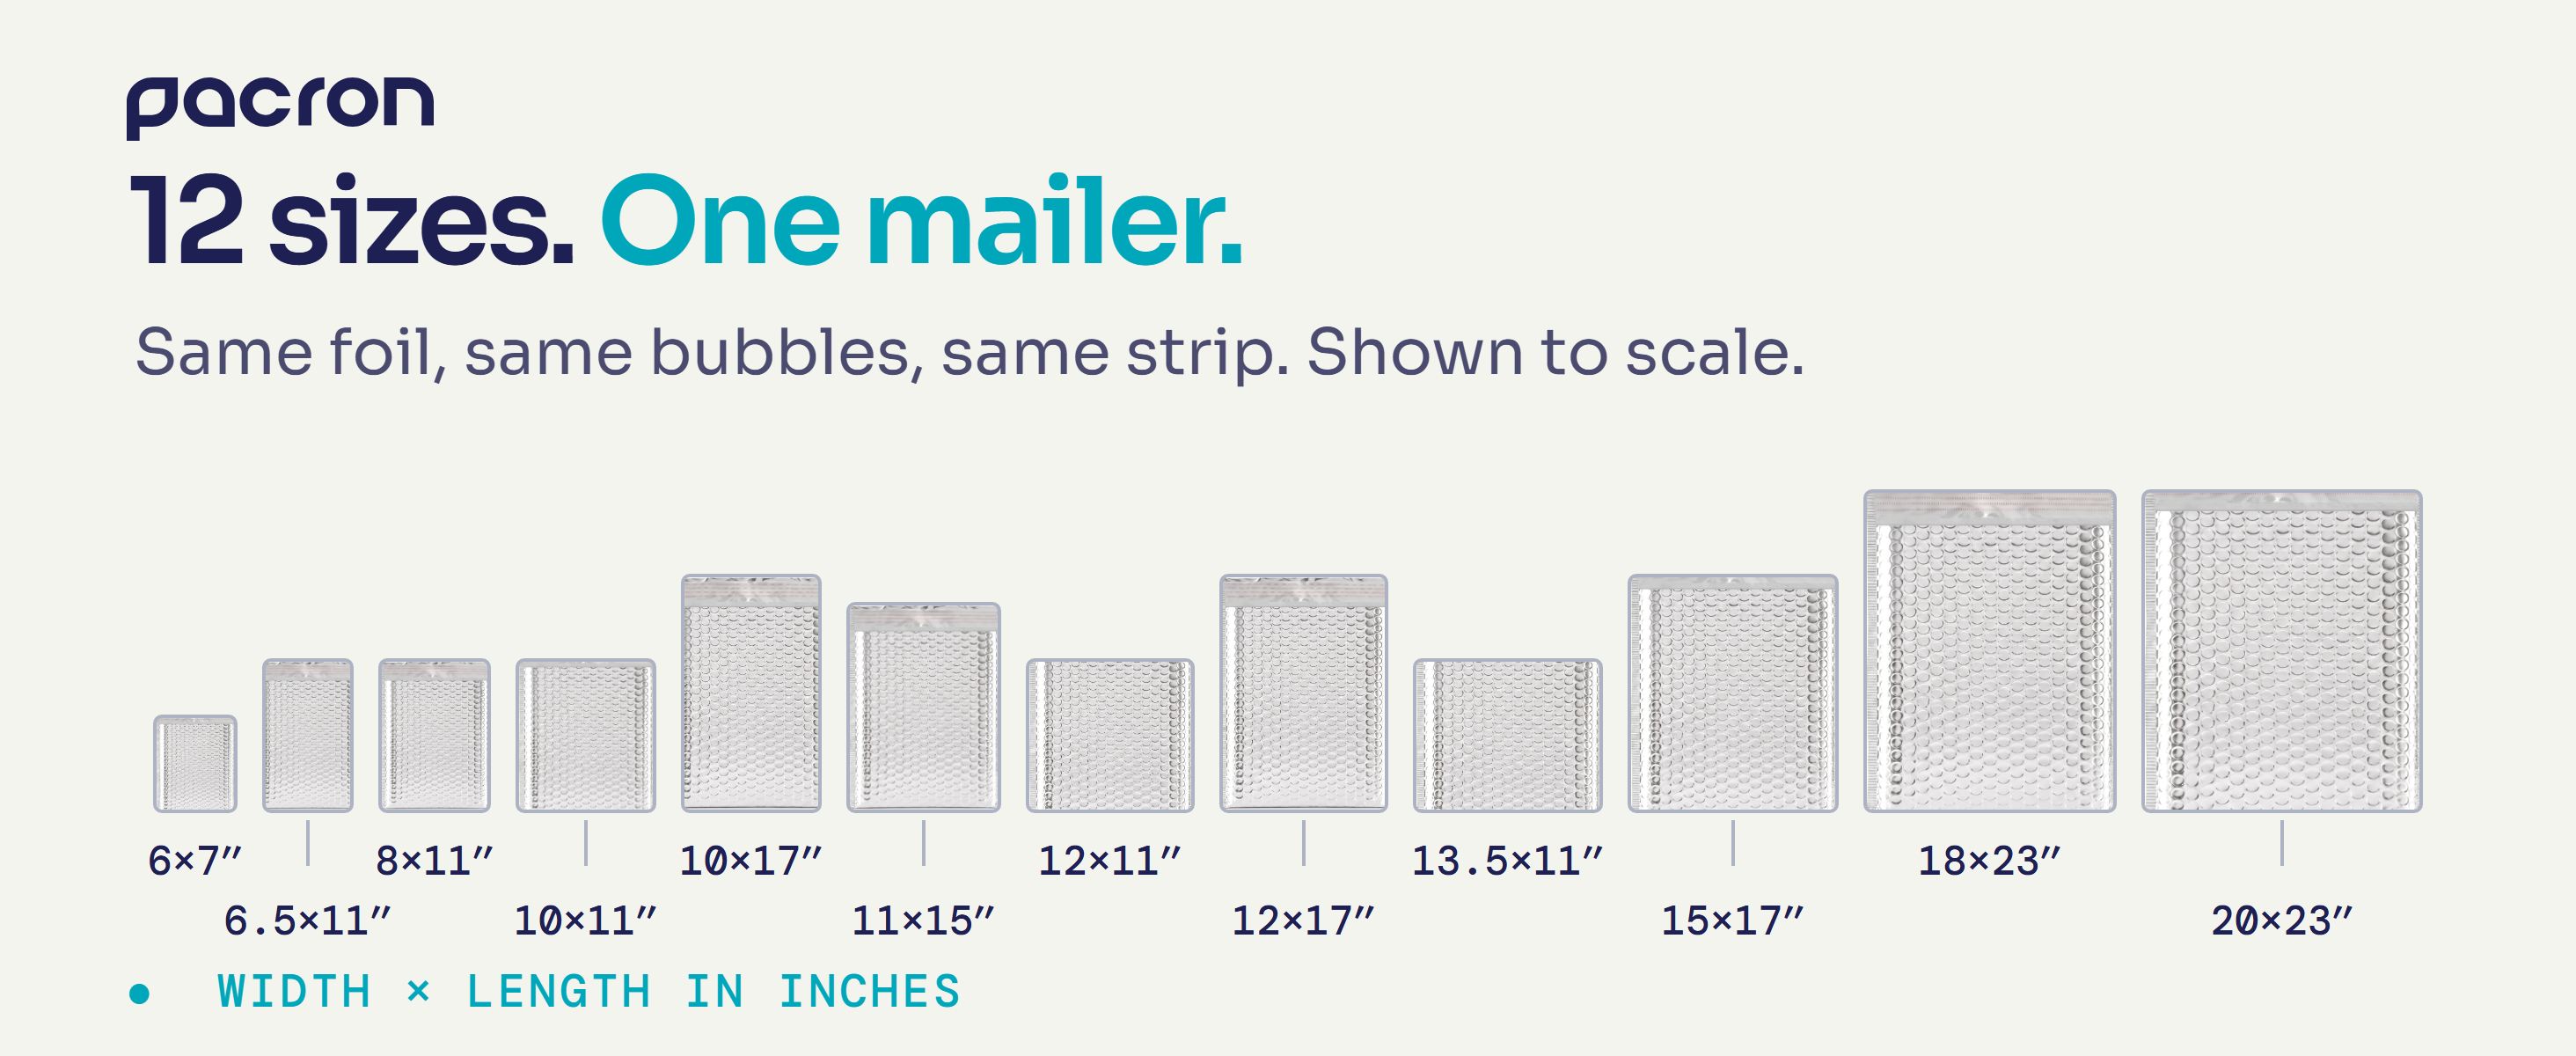 pacron
12 sizes. One mailer.
Same foil, same bubbles, same strip. Shown to scale.
6×7″ 8×11″ 10×17″ 12×11″ 13.5×11″ 18×23″
6.5×11″ 10×11″ 11×15″ 12×17″ 15×17″ 20×23″
• WIDTH × LENGTH IN INCHES